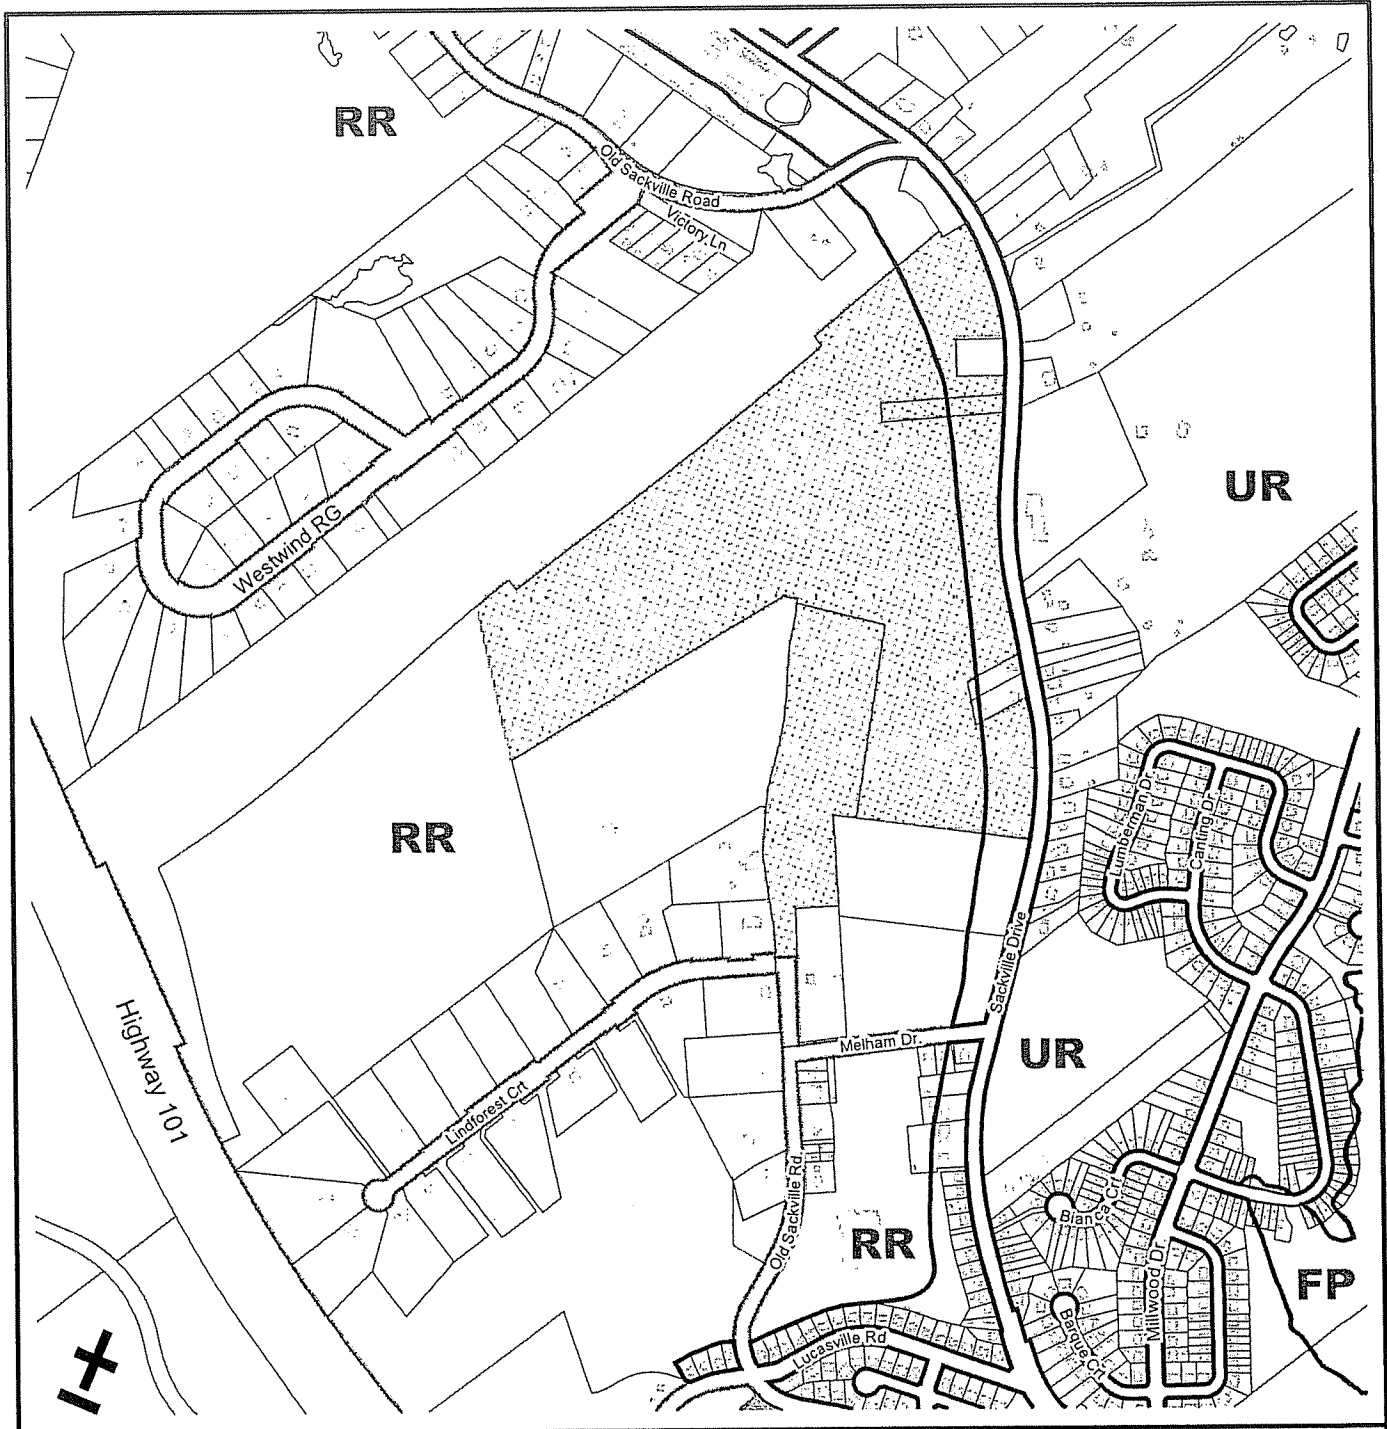 RR
Old Sackville Road
Victory Ln
UR
Westwind RG
RR
Lumberman Dr
Canting Dr
Sackville Drive
Highway 101
Melham Dr.
UR
Lindforest Crt
Old Sackville Rd
Bianca Crt
RR
Millwood Dr
FP
Barque Crt
Lucasville Rd